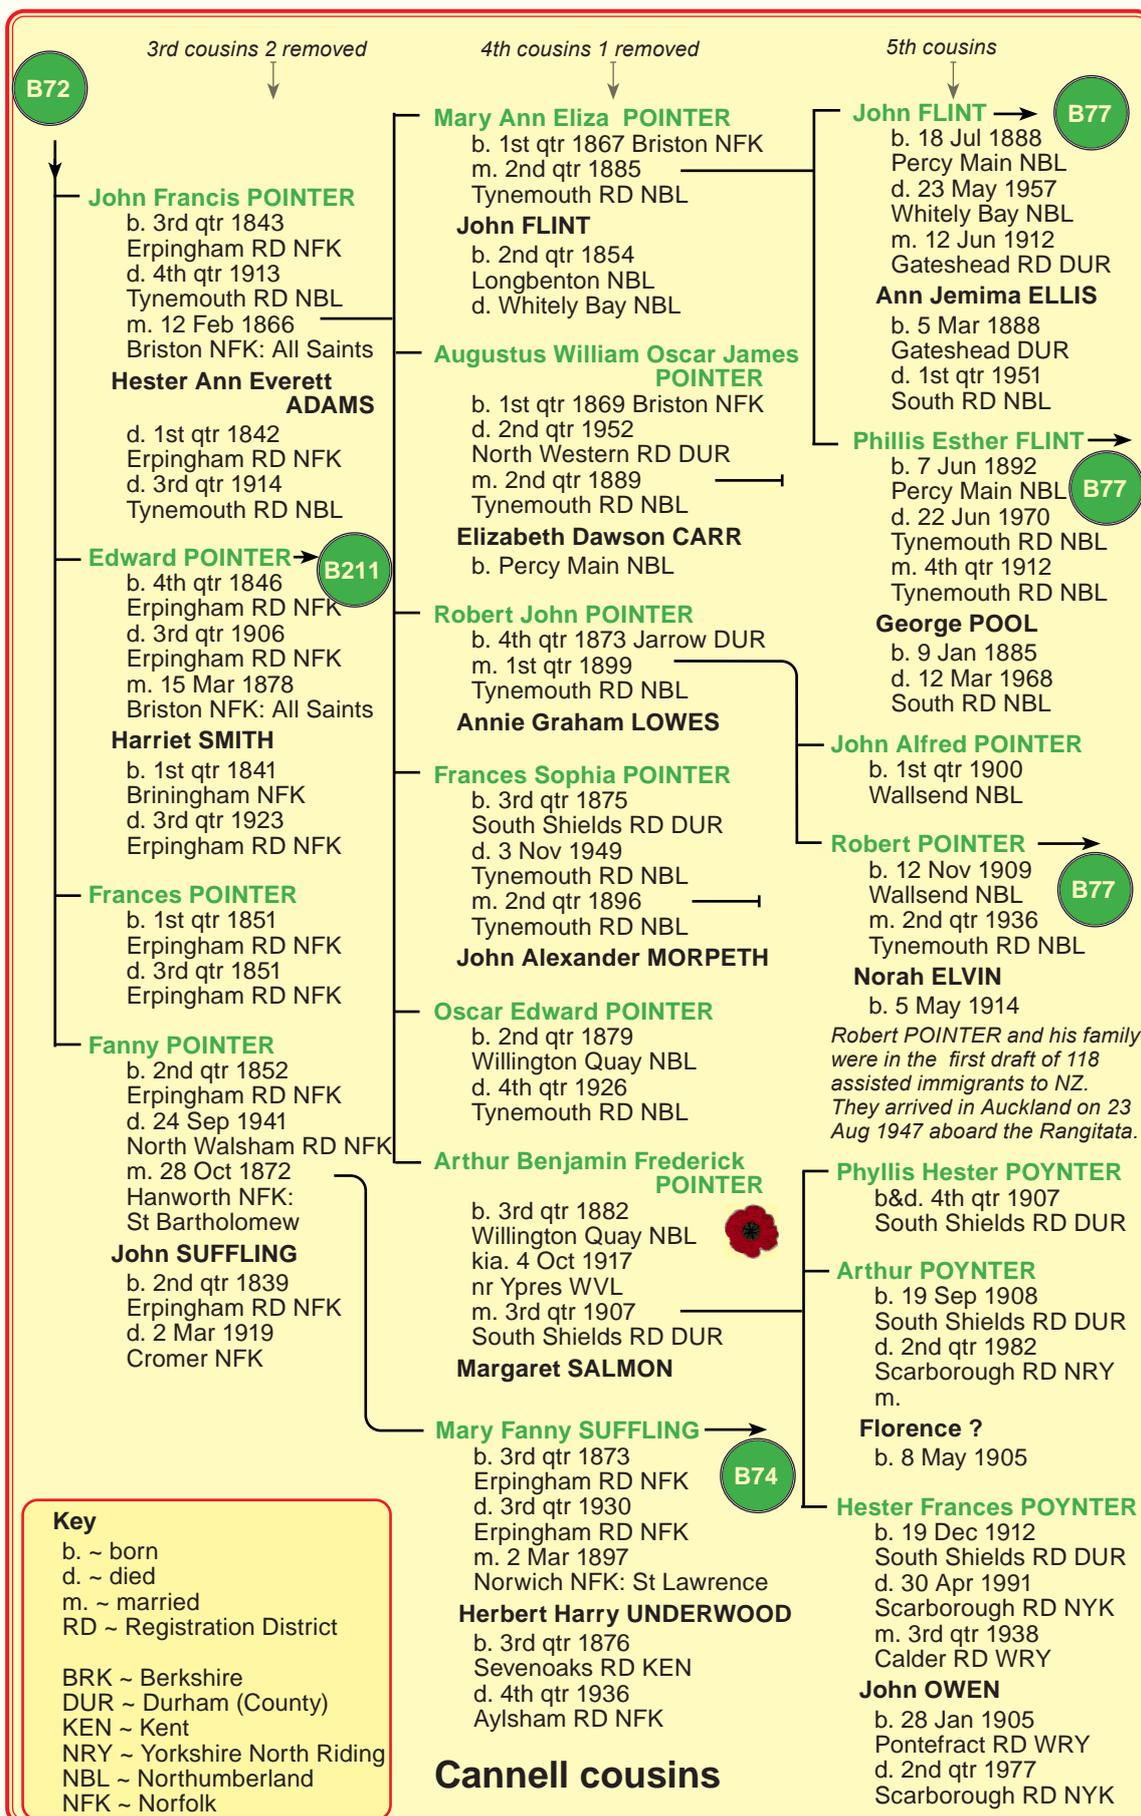 3rd cousins 2 removed
4th cousins 1 removed
5th cousins
B72
John Francis POINTER
b. 3rd qtr 1843
Erpingham RD NFK
d. 4th qtr 1913
Tynemouth RD NBL
m. 12 Feb 1866
Briston NFK: All Saints
Hester Ann Everett
ADAMS
d. 1st qtr 1842
Erpingham RD NFK
d. 3rd qtr 1914
Tynemouth RD NBL
Edward POINTER
B211
b. 4th qtr 1846
Erpingham RD NFK
d. 3rd qtr 1906
Erpingham RD NFK
m. 15 Mar 1878
Briston NFK: All Saints
Harriet SMITH
b. 1st qtr 1841
Briningham NFK
d. 3rd qtr 1923
Erpingham RD NFK
Frances POINTER
b. 1st qtr 1851
Erpingham RD NFK
d. 3rd qtr 1851
Erpingham RD NFK
Fanny POINTER
b. 2nd qtr 1852
Erpingham RD NFK
d. 24 Sep 1941
North Walsham RD NFK
m. 28 Oct 1872
Hanworth NFK:
St Bartholomew
John SUFFLING
b. 2nd qtr 1839
Erpingham RD NFK
d. 2 Mar 1919
Cromer NFK
Mary Ann Eliza POINTER
b. 1st qtr 1867 Briston NFK
m. 2nd qtr 1885
Tynemouth RD NBL
John FLINT
b. 2nd qtr 1854
Longbenton NBL
d. Whitely Bay NBL
Augustus William Oscar James
POINTER
b. 1st qtr 1869 Briston NFK
d. 2nd qtr 1952
North Western RD DUR
m. 2nd qtr 1889
Tynemouth RD NBL
Elizabeth Dawson CARR
b. Percy Main NBL
Robert John POINTER
b. 4th qtr 1873 Jarrow DUR
m. 1st qtr 1899
Tynemouth RD NBL
Annie Graham LOWES
Frances Sophia POINTER
b. 3rd qtr 1875
South Shields RD DUR
d. 3 Nov 1949
Tynemouth RD NBL
m. 2nd qtr 1896
Tynemouth RD NBL
John Alexander MORPETH
Oscar Edward POINTER
b. 2nd qtr 1879
Willington Quay NBL
d. 4th qtr 1926
Tynemouth RD NBL
Arthur Benjamin Frederick
POINTER
b. 3rd qtr 1882
Willington Quay NBL
kia. 4 Oct 1917
nr Ypres WVL
m. 3rd qtr 1907
South Shields RD DUR
Margaret SALMON
Mary Fanny SUFFLING
B74
b. 3rd qtr 1873
Erpingham RD NFK
d. 3rd qtr 1930
Erpingham RD NFK
m. 2 Mar 1897
Norwich NFK: St Lawrence
Herbert Harry UNDERWOOD
b. 3rd qtr 1876
Sevenoaks RD KEN
d. 4th qtr 1936
Aylsham RD NFK
John FLINT
B77
b. 18 Jul 1888
Percy Main NBL
d. 23 May 1957
Whitely Bay NBL
m. 12 Jun 1912
Gateshead RD DUR
Ann Jemima ELLIS
b. 5 Mar 1888
Gateshead DUR
d. 1st qtr 1951
South RD NBL
Phillis Esther FLINT
B77
b. 7 Jun 1892
Percy Main NBL
d. 22 Jun 1970
Tynemouth RD NBL
m. 4th qtr 1912
Tynemouth RD NBL
George POOL
b. 9 Jan 1885
d. 12 Mar 1968
South RD NBL
John Alfred POINTER
b. 1st qtr 1900
Wallsend NBL
Robert POINTER
B77
b. 12 Nov 1909
Wallsend NBL
m. 2nd qtr 1936
Tynemouth RD NBL
Norah ELVIN
b. 5 May 1914
Robert POINTER and his family
were in the first draft of 118
assisted immigrants to NZ.
They arrived in Auckland on 23
Aug 1947 aboard the Rangitata.
Phyllis Hester POYNTER
b&d. 4th qtr 1907
South Shields RD DUR
Arthur POYNTER
b. 19 Sep 1908
South Shields RD DUR
d. 2nd qtr 1982
Scarborough RD NRY
m.
Florence ?
b. 8 May 1905
Hester Frances POYNTER
b. 19 Dec 1912
South Shields RD DUR
d. 30 Apr 1991
Scarborough RD NYK
m. 3rd qtr 1938
Calder RD WRY
John OWEN
b. 28 Jan 1905
Pontefract RD WRY
d. 2nd qtr 1977
Scarborough RD NYK
Key
b. ~ born
d. ~ died
m. ~ married
RD ~ Registration District
BRK ~ Berkshire
DUR ~ Durham (County)
KEN ~ Kent
NRY ~ Yorkshire North Riding
NBL ~ Northumberland
NFK ~ Norfolk
Cannell cousins